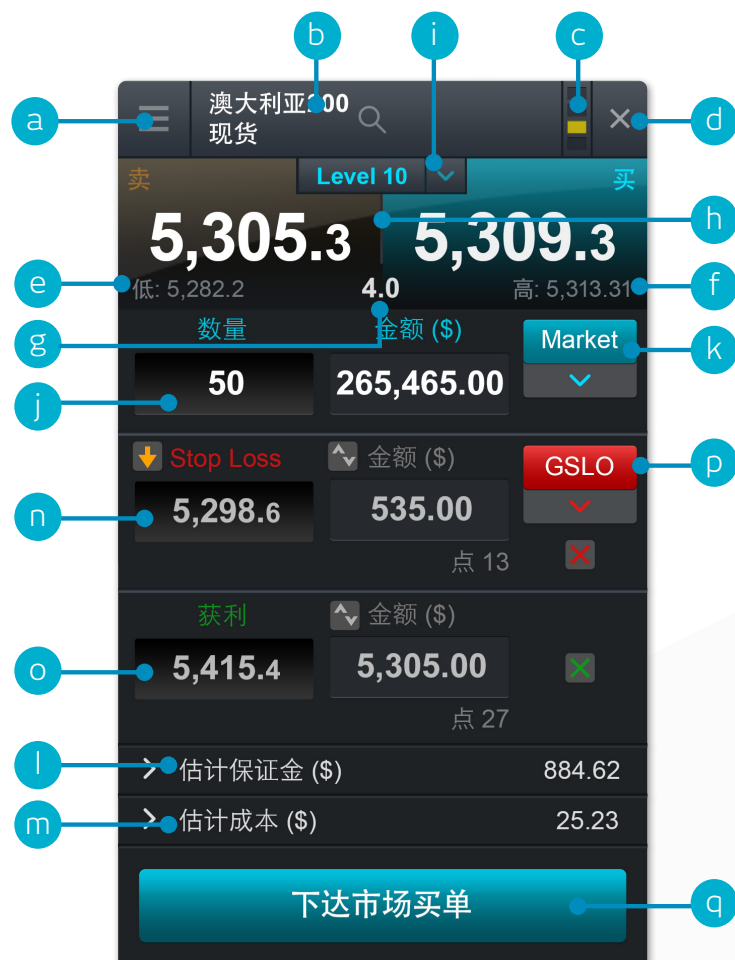 b i c
a 澳大利亚200 d
现货
卖 Level 10 买
5,305.3 5,309.3 h
e 低: 5,282.2 4.0 高: 5,313.31 f
g 数量 金额 ($) Market k
j 50 265,465.00
Stop Loss 金额 ($) GSLO p
n 5,298.6 535.00
点 13
获利 金额 ($)
o 5,415.4 5,305.00
点 27
l 估计保证金 ($) 884.62
m 估计成本 ($) 25.23
下达市场买单 q